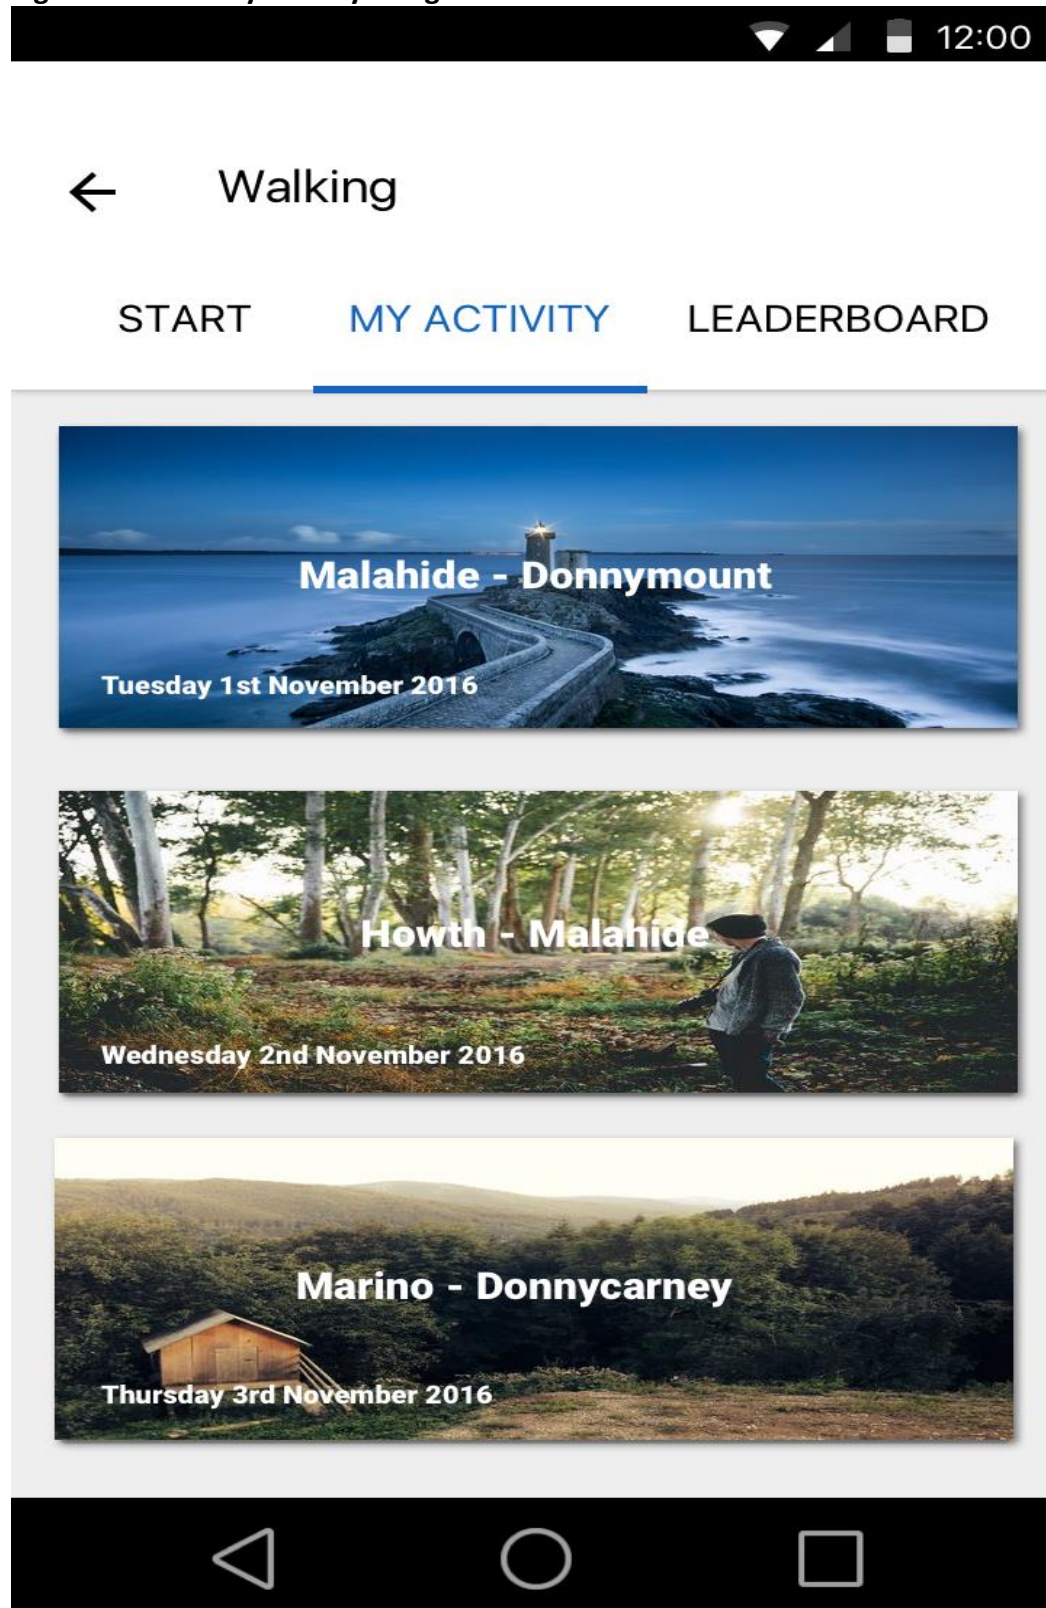 12:00
Walking
START MY ACTIVITY LEADERBOARD
Malahide - Donnymount
Tuesday 1st November 2016
Howth - Malahide
Wednesday 2nd November 2016
Marino - Donnycarney
Thursday 3rd November 2016